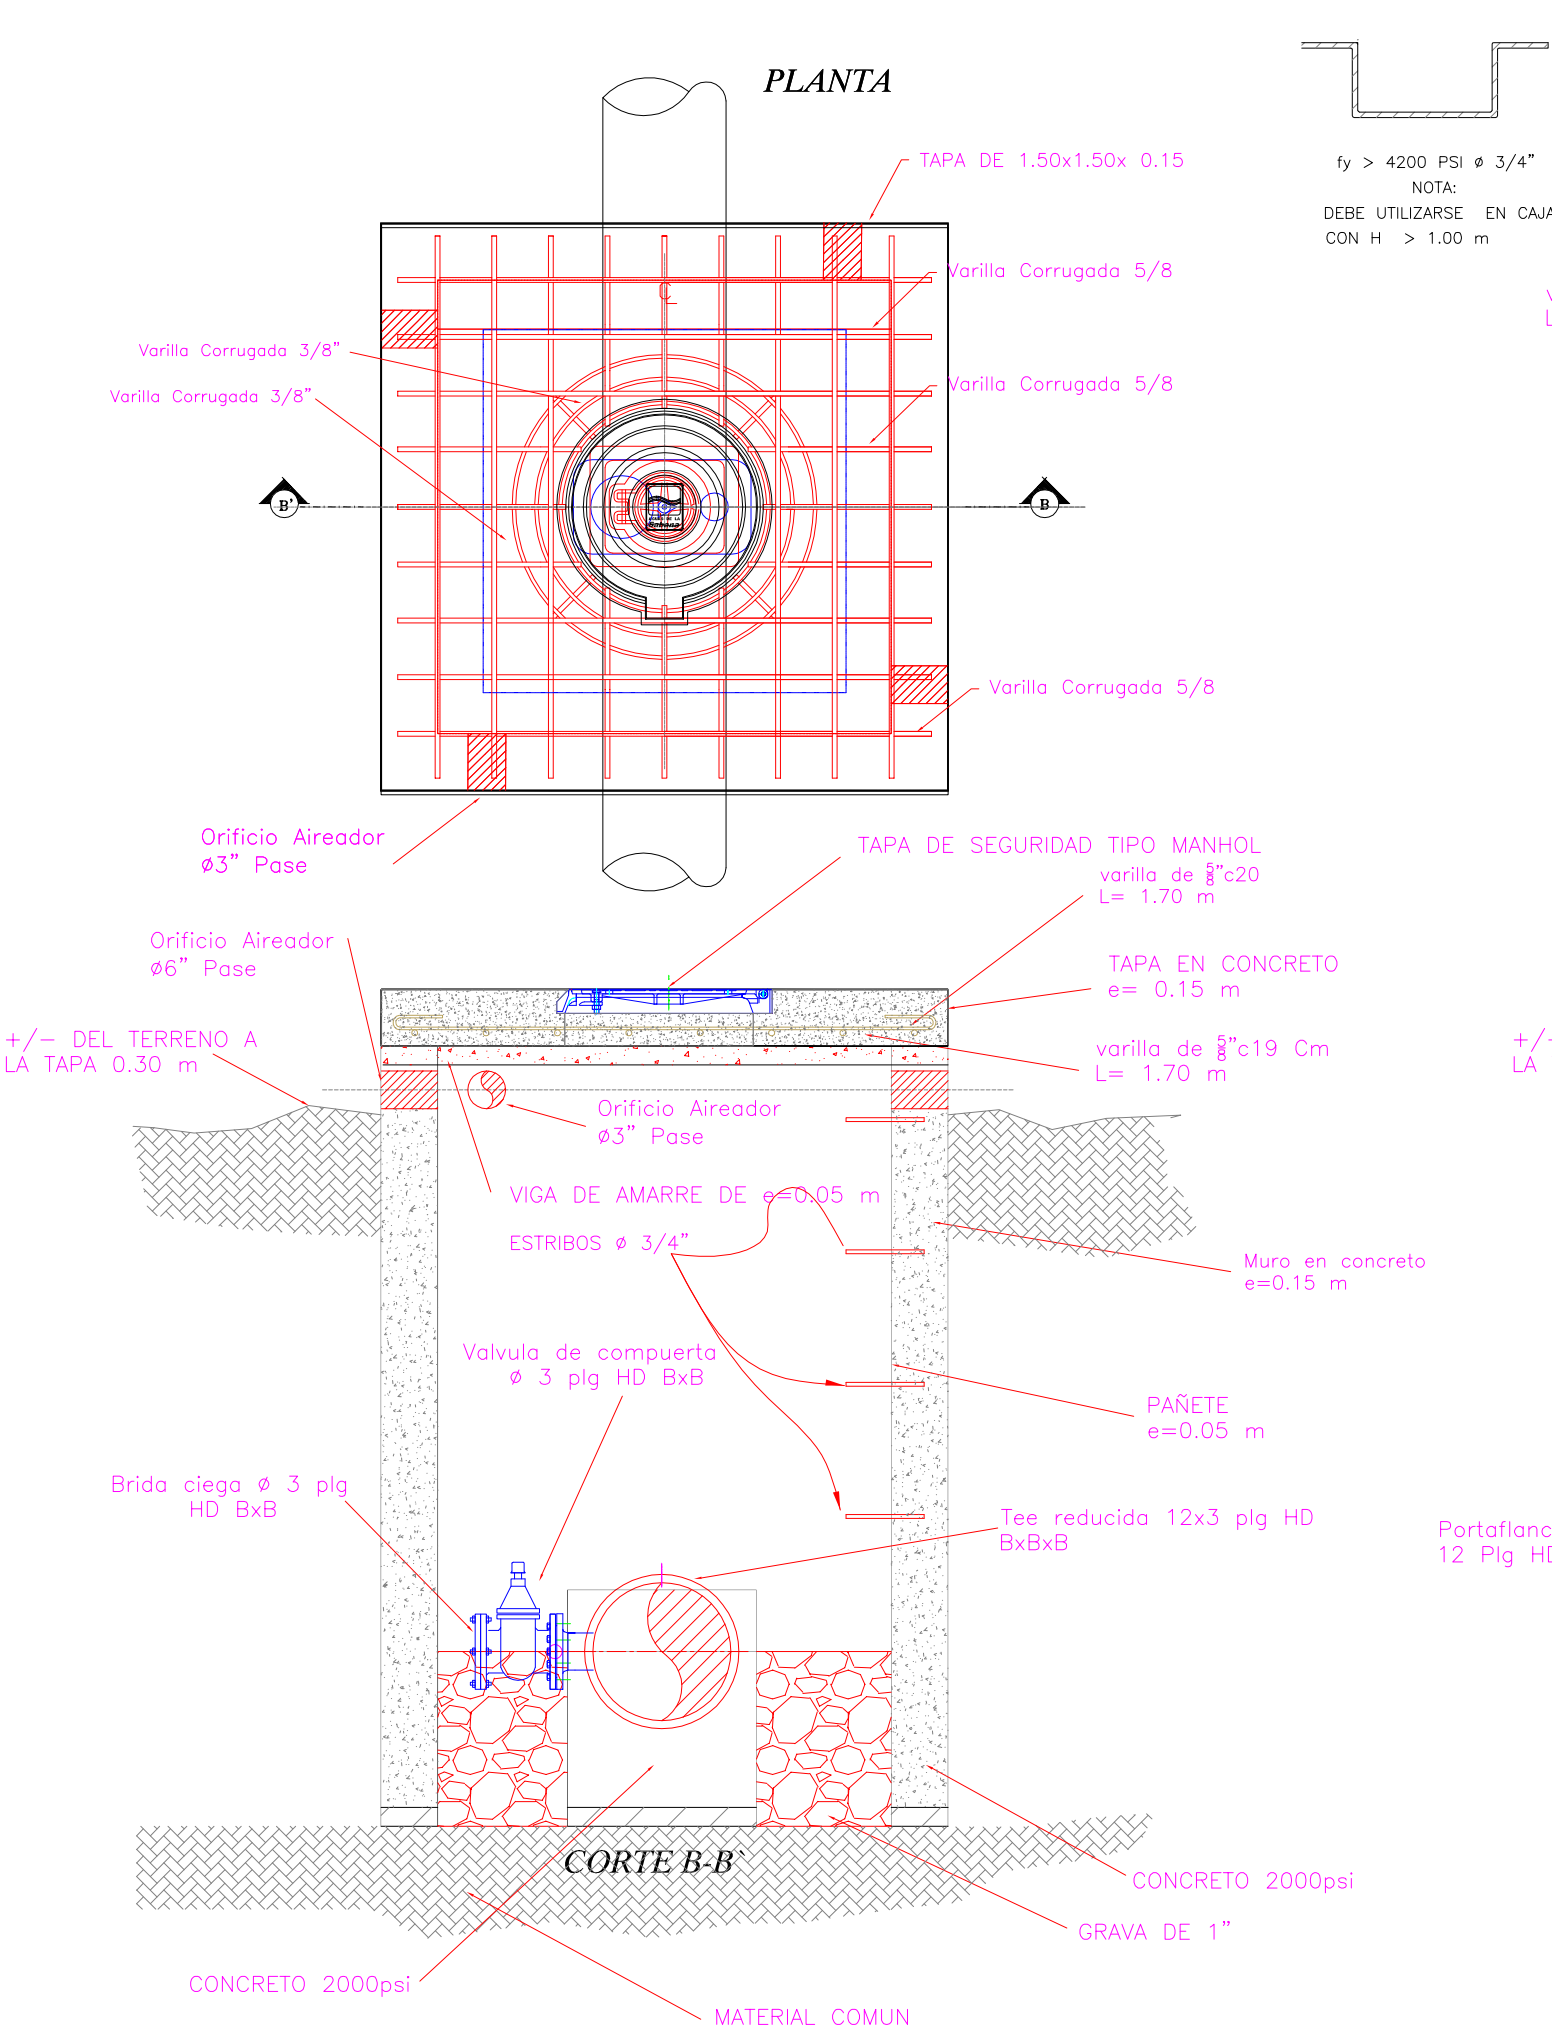 PLANTA
fy > 4200 PSI ø 3/4"
NOTA:
DEBE UTILIZARSE EN CAJA
CON H > 1.00 m
TAPA DE 1.50x1.50x 0.15
Varilla Corrugada 5/8
Varilla Corrugada 3/8"
Varilla Corrugada 3/8"
Varilla Corrugada 5/8
B'
B
Varilla Corrugada 5/8
Orificio Aireador
ø3" Pase
TAPA DE SEGURIDAD TIPO MANHOL
varilla de 5/8"c20
L= 1.70 m
Orificio Aireador
ø6" Pase
TAPA EN CONCRETO
e= 0.15 m
+/- DEL TERRENO A
LA TAPA 0.30 m
varilla de 5/8"c19 Cm
L= 1.70 m
+/-
LA
Orificio Aireador
ø3" Pase
VIGA DE AMARRE DE e=0.05 m
ESTRIBOS ø 3/4"
Muro en concreto
e=0.15 m
Valvula de compuerta
ø 3 plg HD BxB
PAÑETE
e=0.05 m
Brida ciega ø 3 plg
HD BxB
Tee reducida 12x3 plg HD
BxBxB
Portaflanc
12 Plg HD
CORTE B-B`
CONCRETO 2000psi
GRAVA DE 1"
CONCRETO 2000psi
MATERIAL COMUN